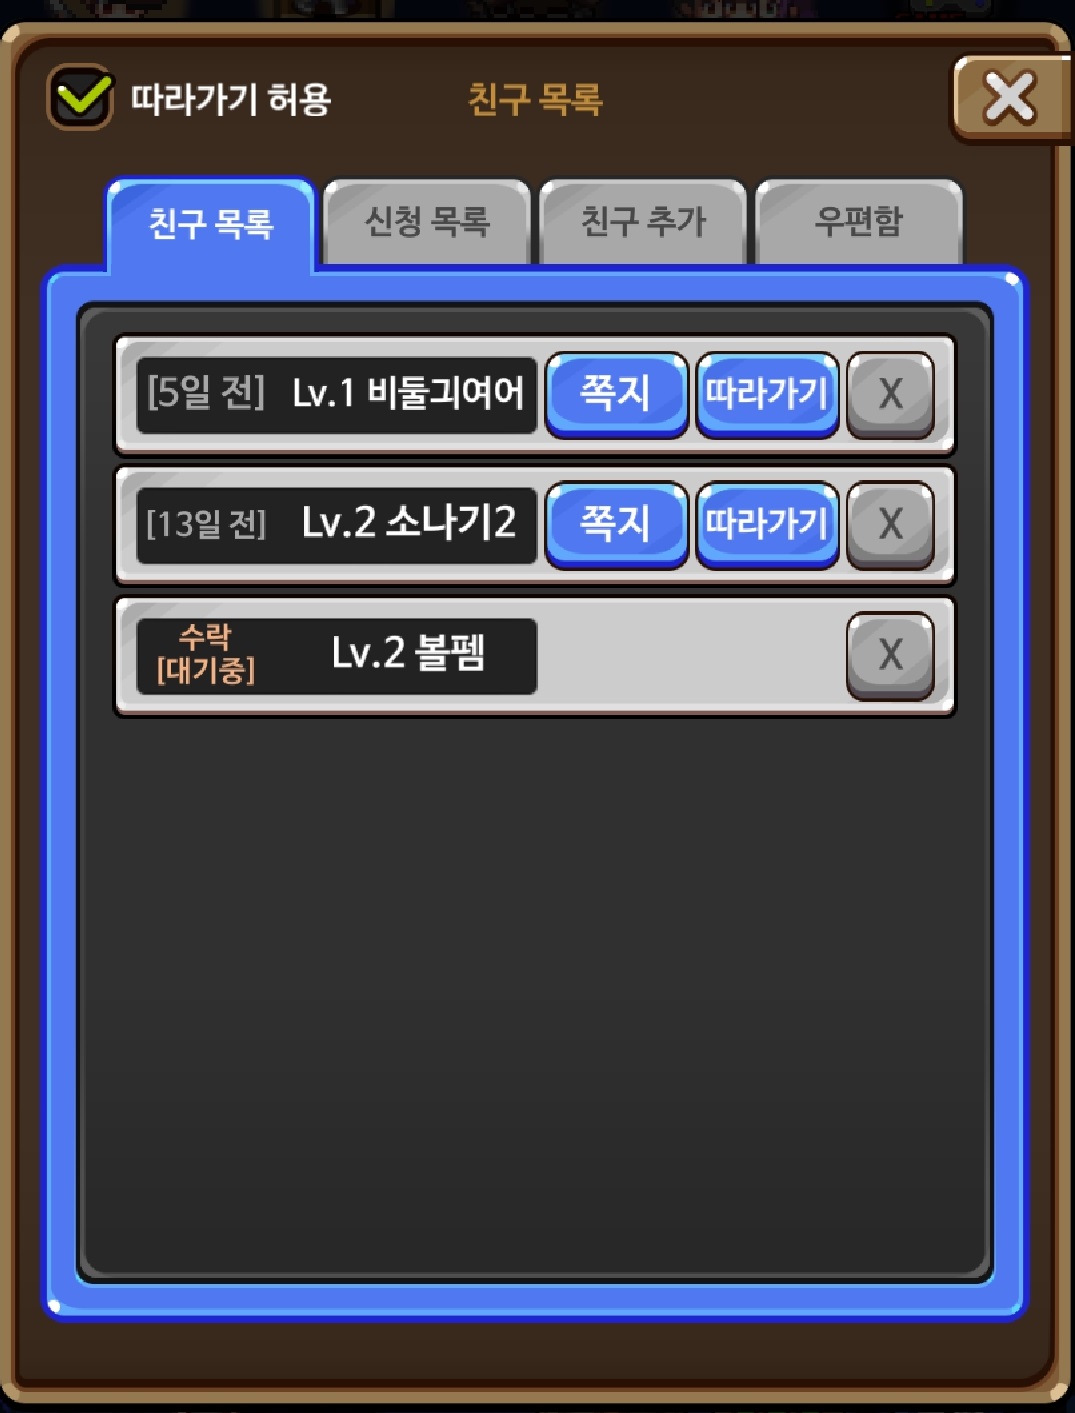 따라가기 허용
친구 목록
친구 목록
신청 목록
친구 추가
우편함
[5일 전] Lv.1 비둘괴여어 쪽지 따라가기 X
[13일 전] Lv.2 소나기2 쪽지 따라가기 X
수락
[대기중] Lv.2 볼펨 X